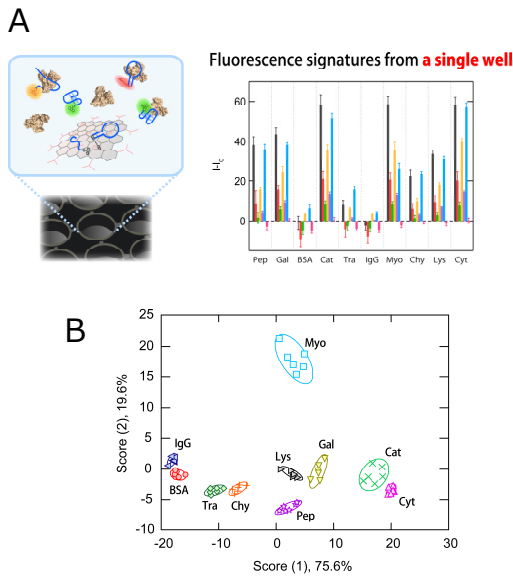 A
Fluorescence signatures from a single well
I-Ic
60
40
20
0
Pep Gal BSA Cat Tra IgG Myo Chy Lys Cyt
B
Score (2), 19.6%
25
20
15
10
5
0
-5
-10
Myo
IgG
BSA
Tra
Chy
Lys
Gal
Pep
Cat
Cyt
-20 -10 0 10 20 30
Score (1), 75.6%